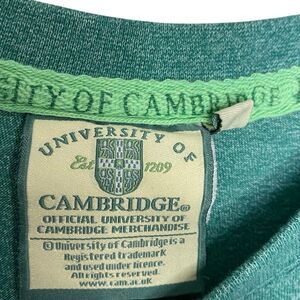 SITY OF CAMBRIDGE
UNIVERSITY OF
Est 1209
CAMBRIDGE®
OFFICIAL UNIVERSITY OF
CAMBRIDGE MERCHANDISE
©University of Cambridge is a
Registered trademark
and used under licence.
All rights reserved.
www.cam.ac.uk